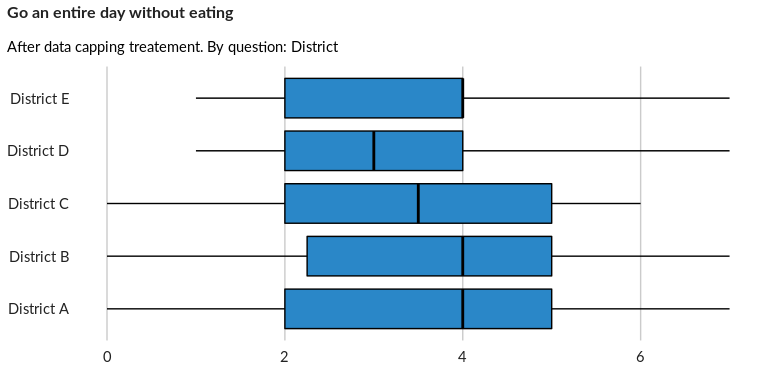 Go an entire day without eating
After data capping treatement. By question: District
District E
District D
District C
District B
District A
0 2 4 6